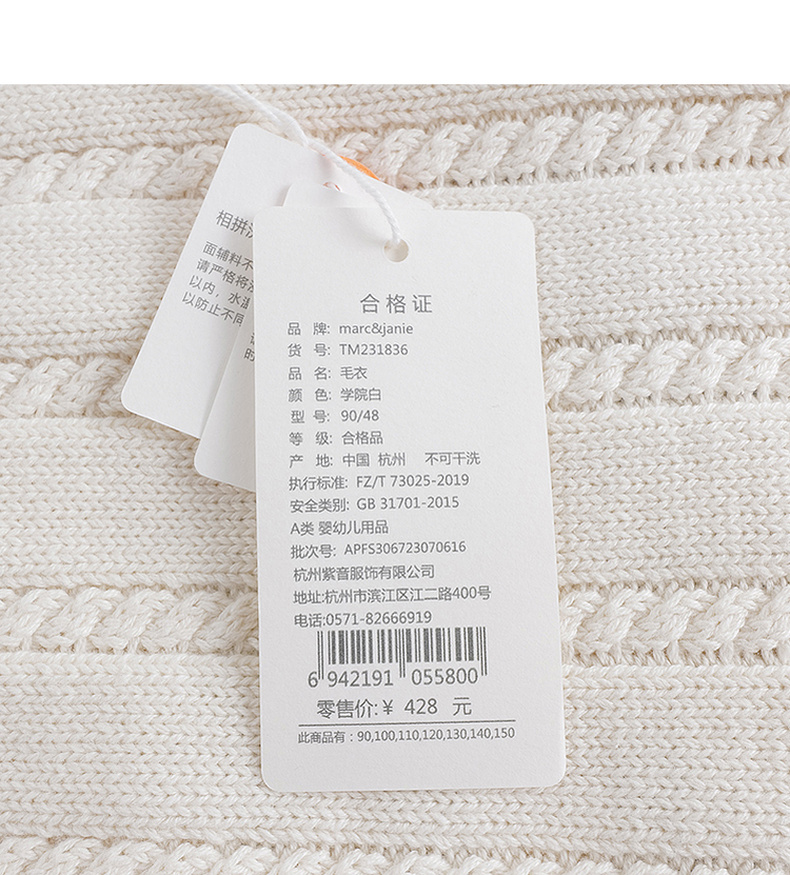 合格证
品 牌: marc&janie
货 号: TM231836
品 名: 毛衣
颜 色: 学院白
型 号: 90/48
等 级: 合格品
产 地: 中国 杭州 不可干洗
执行标准: FZ/T 73025-2019
安全类别: GB 31701-2015
A类 婴幼儿用品
批次号: APFS306723070616
杭州紫音服饰有限公司
地址:杭州市滨江区江二路400号
电话:0571-82666919
6 942191 055800
零售价:¥ 428 元
此商品有：90,100,110,120,130,140,150
相拼
面辅料不
请严格将
以内，水温
以防止不同